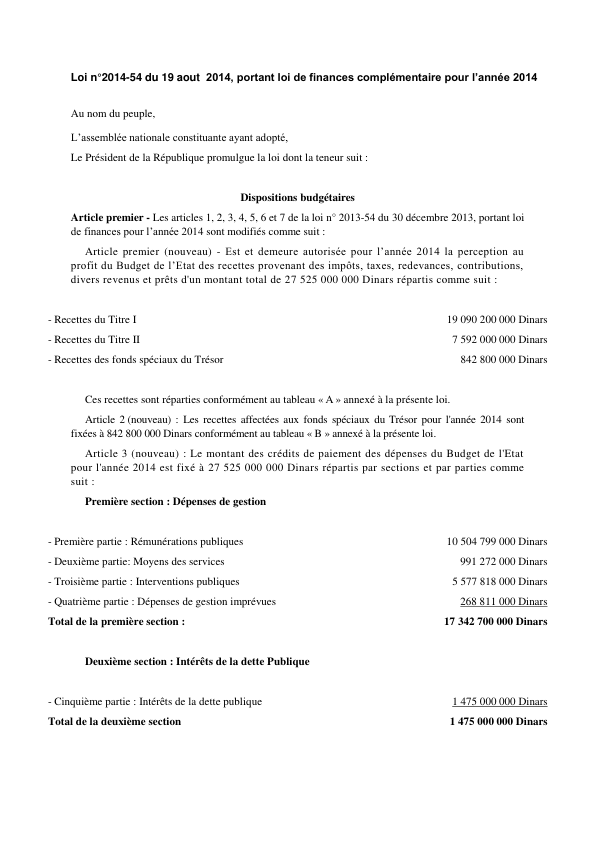 Loi n°2014-54 du 19 aout  2014, portant loi de finances complémentaire pour l'année 2014
Au nom du peuple,
L'assemblée nationale constituante ayant adopté,
Le Président de la République promulgue la loi dont la teneur suit :
Dispositions budgétaires
Article premier - Les articles 1, 2, 3, 4, 5, 6 et 7 de la loi n° 2013-54 du 30 décembre 2013, portant loi
de finances pour l'année 2014 sont modifiés comme suit :
Article premier (nouveau) - Est et demeure autorisée pour l'année 2014 la perception au
profit du Budget de l'Etat des recettes provenant des impôts, taxes, redevances, contributions,
divers revenus et prêts d'un montant total de 27 525 000 000 Dinars répartis comme suit :
- Recettes du Titre I 19 090 200 000 Dinars
- Recettes du Titre II 7 592 000 000 Dinars
- Recettes des fonds spéciaux du Trésor 842 800 000 Dinars
Ces recettes sont réparties conformément au tableau « A » annexé à la présente loi.
Article 2 (nouveau) : Les recettes affectées aux fonds spéciaux du Trésor pour l'année 2014 sont
fixées à 842 800 000 Dinars conformément au tableau « B » annexé à la présente loi.
Article 3 (nouveau) : Le montant des crédits de paiement des dépenses du Budget de l'Etat
pour l'année 2014 est fixé à 27 525 000 000 Dinars répartis par sections et par parties comme
suit :
Première section : Dépenses de gestion
- Première partie : Rémunérations publiques 10 504 799 000 Dinars
- Deuxième partie: Moyens des services 991 272 000 Dinars
- Troisième partie : Interventions publiques 5 577 818 000 Dinars
- Quatrième partie : Dépenses de gestion imprévues 268 811 000 Dinars
Total de la première section : 17 342 700 000 Dinars
Deuxième section : Intérêts de la dette Publique
- Cinquième partie : Intérêts de la dette publique 1 475 000 000 Dinars
Total de la deuxième section 1 475 000 000 Dinars